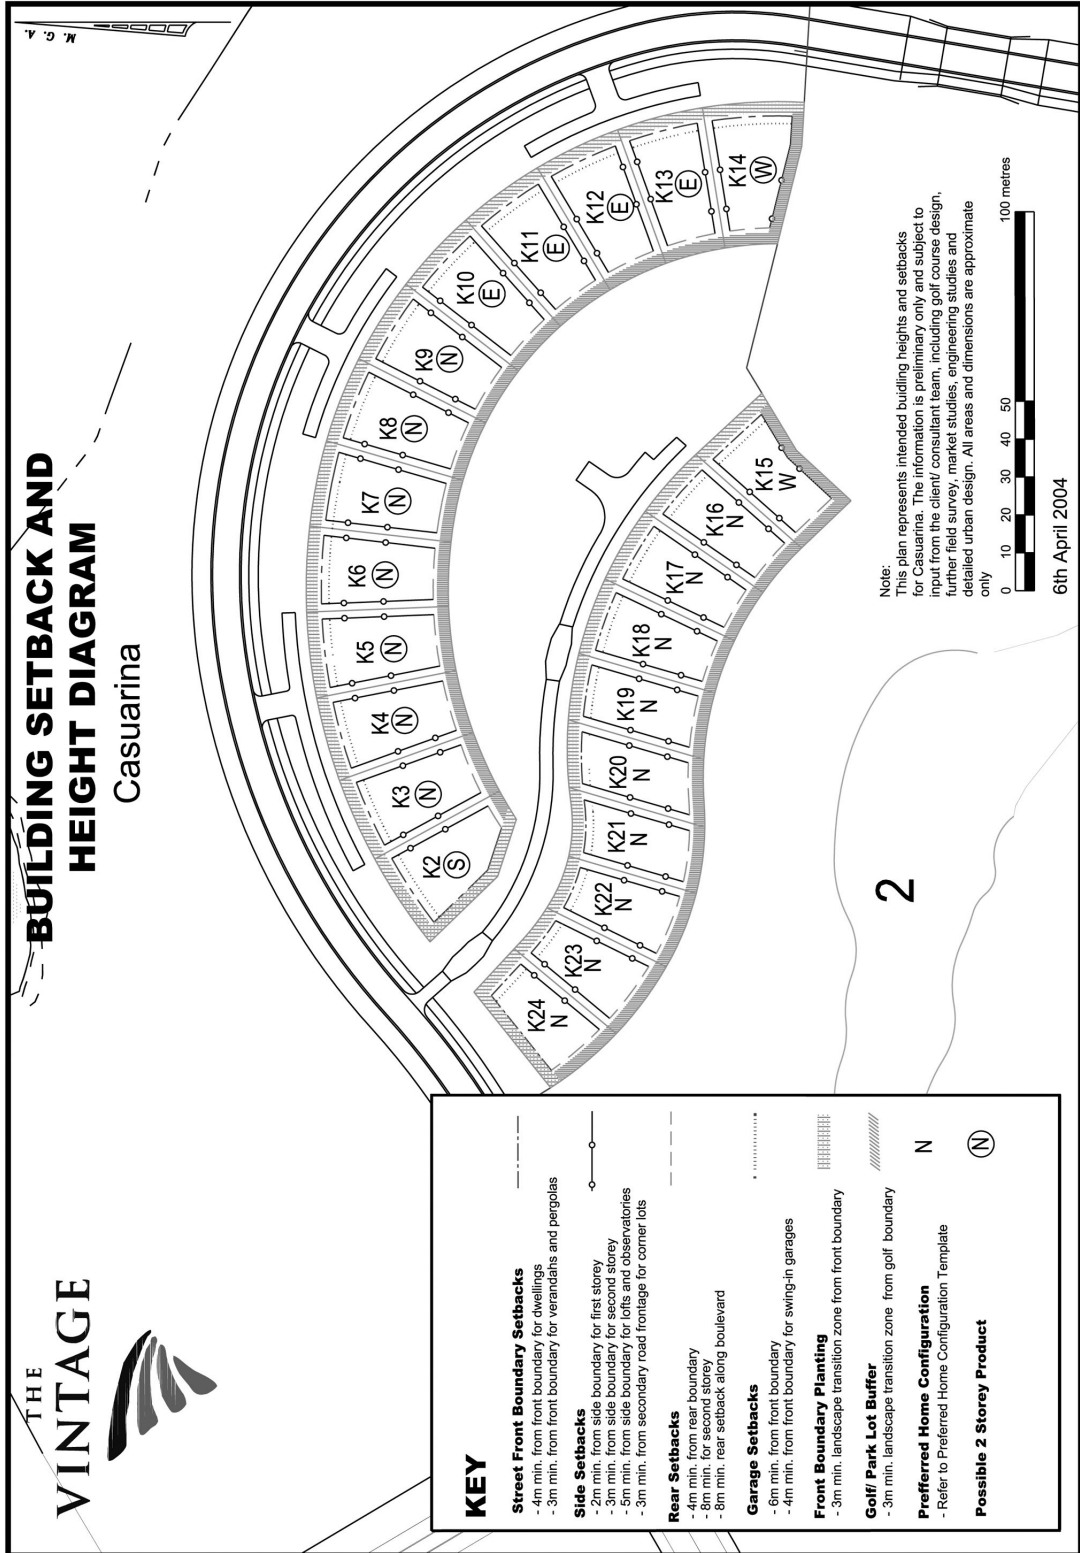 THE
VINTAGE
BUILDING SETBACK AND
HEIGHT DIAGRAM
Casuarina
M. G. A.
K2
S
K3
N
K4
N
K5
N
K6
N
K7
N
K8
N
K9
N
K10
E
K11
E
K12
E
K13
E
K14
W
K15
W
K16
N
K17
N
K18
N
K19
N
K20
N
K21
N
K22
N
K23
N
K24
N
2
KEY
Street Front Boundary Setbacks
- 4m min. from front boundary for dwellings
- 3m min. from front boundary for verandahs and pergolas
Side Setbacks
- 2m min. from side boundary for first storey
- 3m min. from side boundary for second storey
- 5m min. from side boundary for lofts and observatories
- 3m min. from secondary road frontage for corner lots
Rear Setbacks
- 4m min. from rear boundary
- 8m min. for second storey
- 8m min. rear setback along boulevard
Garage Setbacks
- 6m min. from front boundary
- 4m min. from front boundary for swing-in garages
Front Boundary Planting
- 3m min. landscape transition zone from front boundary
Golf/ Park Lot Buffer
- 3m min. landscape transition zone from golf boundary
Prefferred Home Configuration
- Refer to Preferred Home Configuration Template
N
Possible 2 Storey Product
N
Note:
This plan represents intended buidling heights and setbacks
for Casuarina. The information is preliminary only and subject to
input from the client/ consultant team, including golf course design,
further field survey, market studies, engineering studies and
detailed urban design. All areas and dimensions are approximate
only
0 10 20 30 40 50 100 metres
6th April 2004